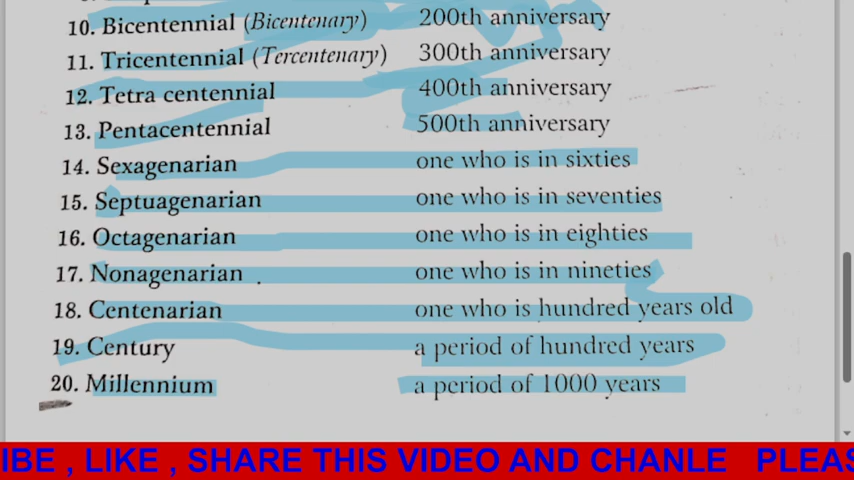 10. Bicentennial (Bicentenary) 200th anniversary
11. Tricentennial (Tercentenary) 300th anniversary
12. Tetra centennial 400th anniversary
13. Pentacentennial 500th anniversary
14. Sexagenarian one who is in sixties
15. Septuagenarian one who is in seventies
16. Octagenarian one who is in eighties
17. Nonagenarian one who is in nineties
18. Centenarian one who is hundred years old
19. Century a period of hundred years
20. Millennium a period of 1000 years
IBE , LIKE , SHARE THIS VIDEO AND CHANLE PLEAS